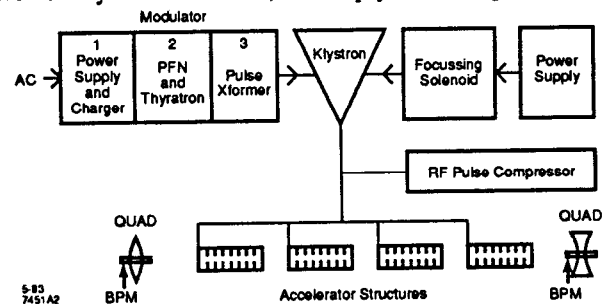 Modulator
1
Power
Supply
and
Charger
2
PFN
and
Thyratron
3
Pulse
Xformer
AC
Klystron
Focussing
Solenoid
Power
Supply
RF Pulse Compressor
QUAD
BPM
QUAD
BPM
Accelerator Structures
5-93
7451A2